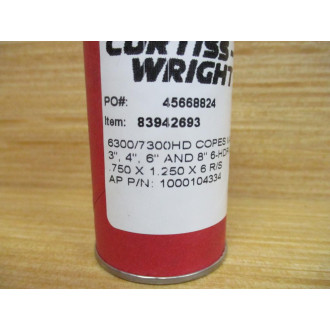 CURTISS-
WRIGHT
PO#: 45668824
Item: 83942693
6300/7300HD COPES
3", 4", 6" AND 8" 6-HDR
.750 X 1.250 X 6 R/S
AP P/N: 1000104334